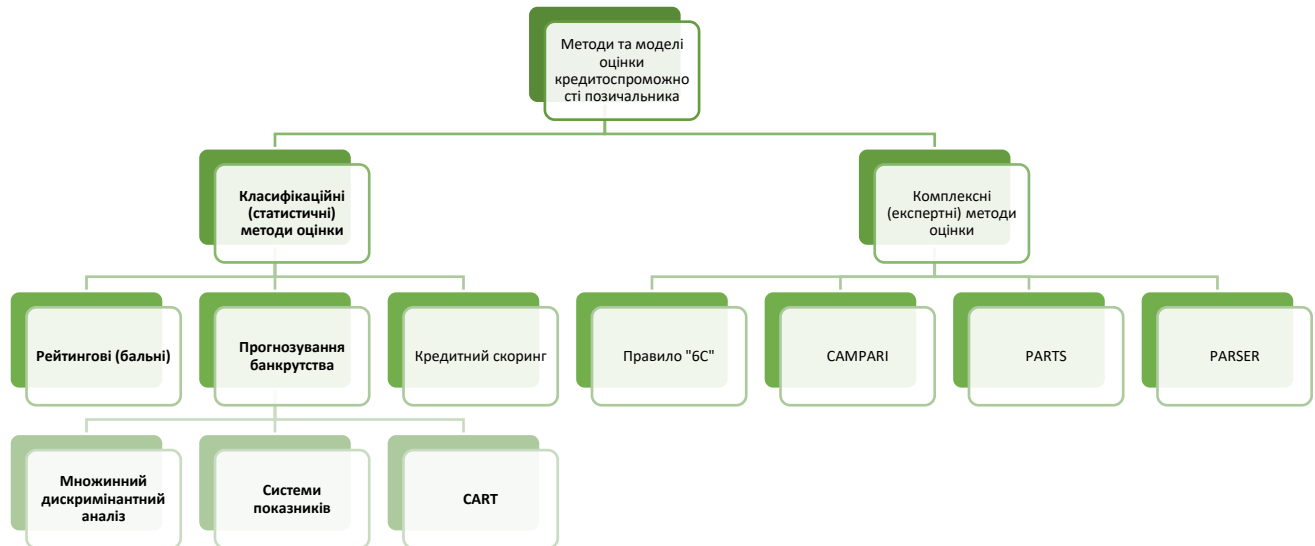 Методи та моделі
оцінки
кредитоспроможно
сті позичальника
Класифікаційні
(статистичні)
методи оцінки
Комплексні
(експертні) методи
оцінки
Рейтингові (бальні)
Прогнозування
банкрутства
Кредитний скоринг
Правило "6С"
CAMPARI
PARTS
PARSER
Множинний
дискримінантний
аналіз
Системи
показників
CART